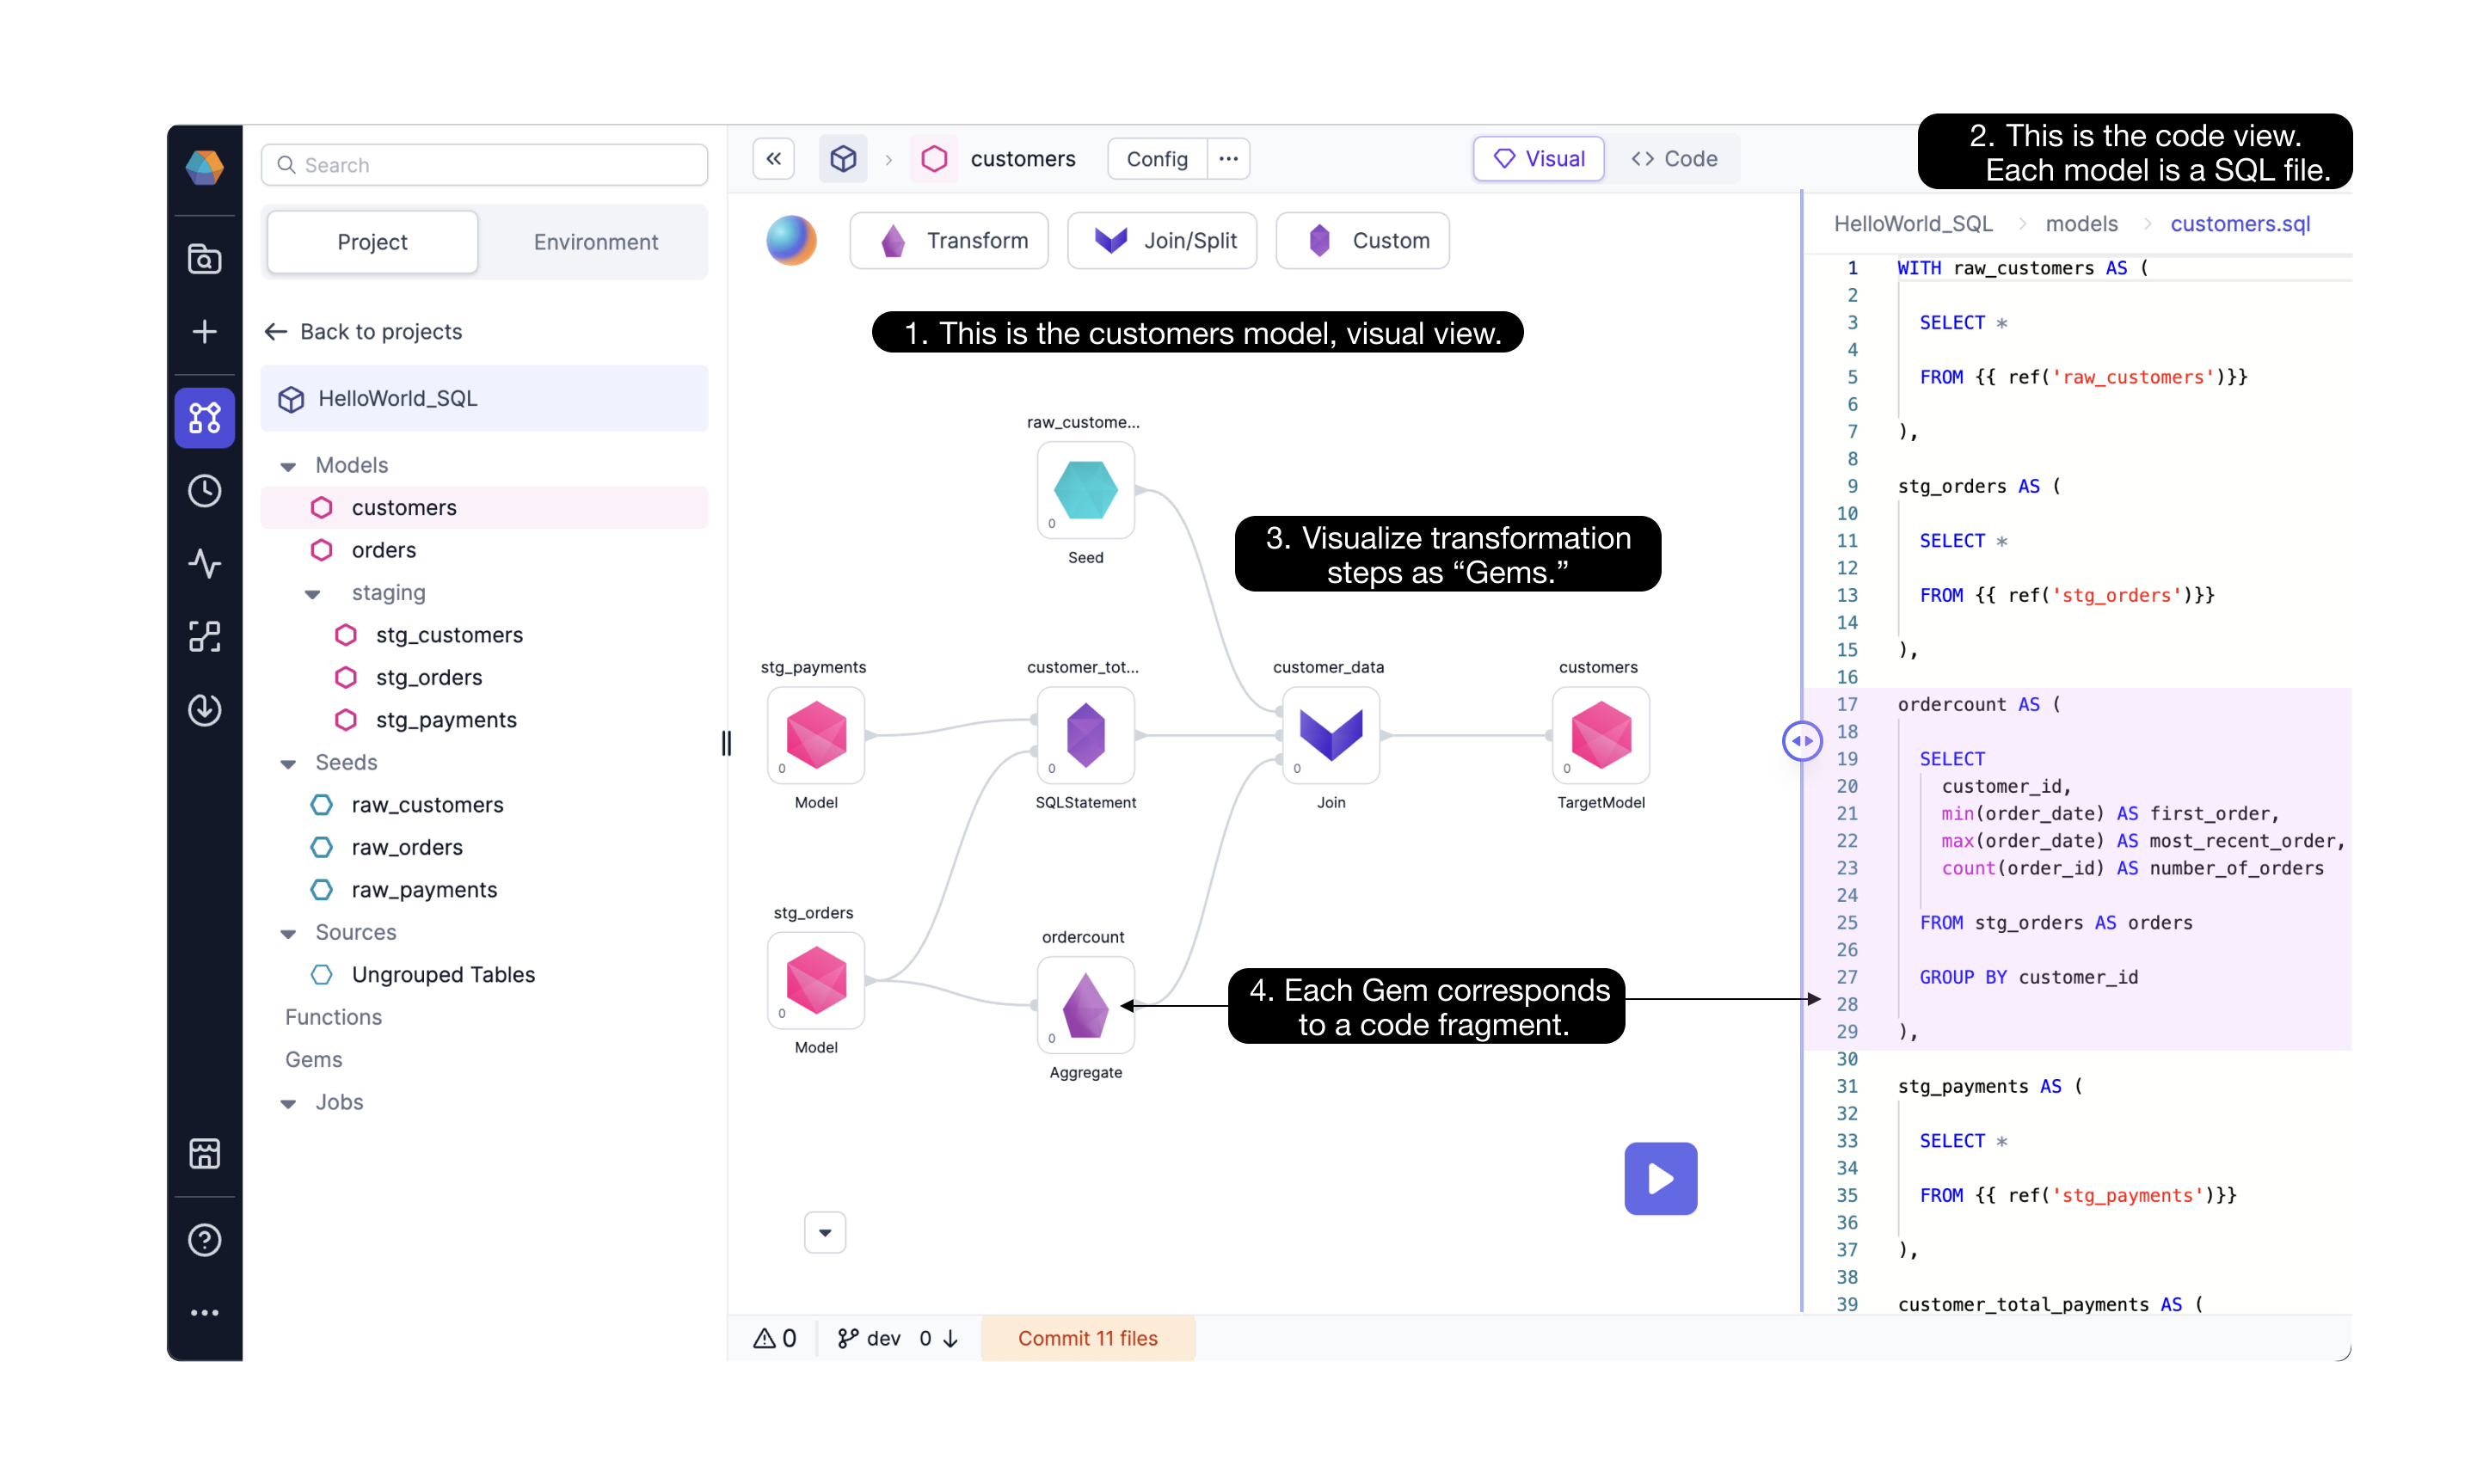 Search
Project
Environment
Back to projects
HelloWorld_SQL
Models
customers
orders
staging
stg_customers
stg_orders
stg_payments
Seeds
raw_customers
raw_orders
raw_payments
Sources
Ungrouped Tables
Functions
Gems
Jobs
customers
Config
Visual
Code
Transform
Join/Split
Custom
1. This is the customers model, visual view.
raw_custome...
0
Seed
3. Visualize transformation
steps as “Gems.”
stg_payments
0
Model
customer_tot...
0
SQLStatement
customer_data
0
Join
customers
0
TargetModel
stg_orders
0
Model
ordercount
0
Aggregate
4. Each Gem corresponds
to a code fragment.
0
dev
0
Commit 11 files
2. This is the code view.
Each model is a SQL file.
HelloWorld_SQL > models > customers.sql
1 WITH raw_customers AS (
2
3 SELECT *
4
5 FROM {{ ref('raw_customers')}}
6
7 ),
8
9 stg_orders AS (
10
11 SELECT *
12
13 FROM {{ ref('stg_orders')}}
14
15 ),
16
17 ordercount AS (
18
19 SELECT
20 customer_id,
21 min(order_date) AS first_order,
22 max(order_date) AS most_recent_order,
23 count(order_id) AS number_of_orders
24
25 FROM stg_orders AS orders
26
27 GROUP BY customer_id
28
29 ),
30
31 stg_payments AS (
32
33 SELECT *
34
35 FROM {{ ref('stg_payments')}}
36
37 ),
38
39 customer_total_payments AS (